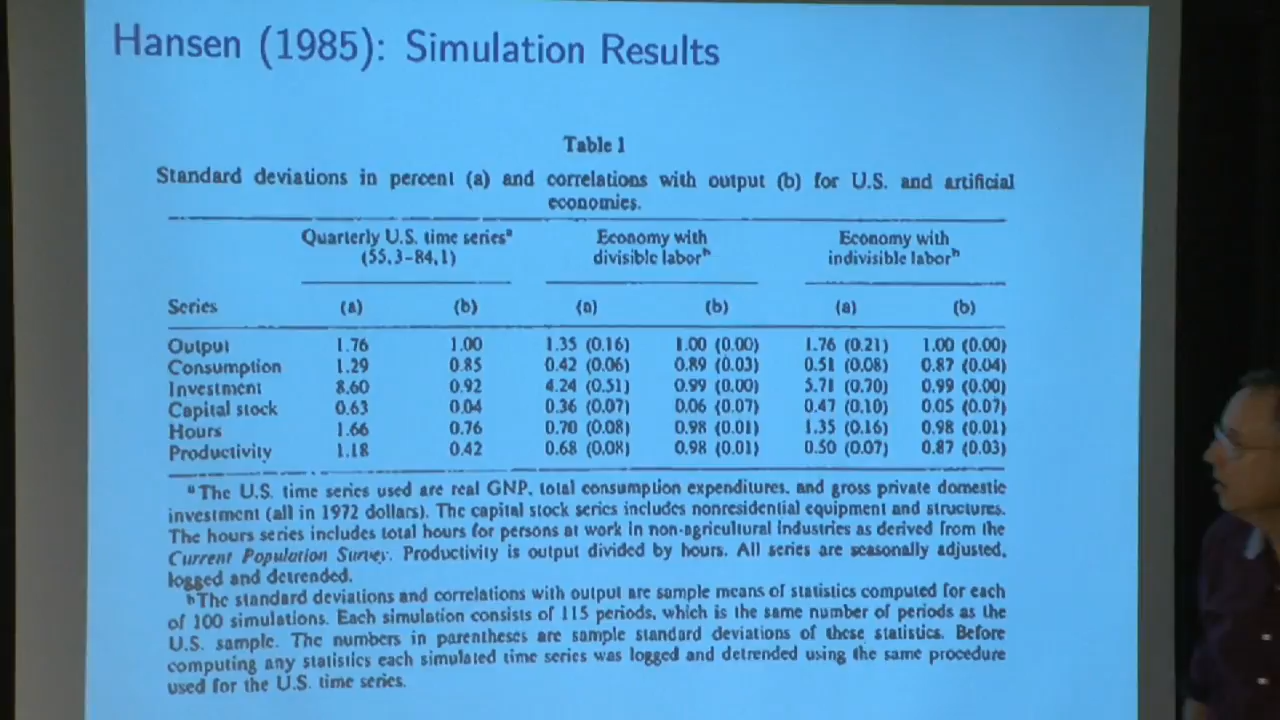 Hansen (1985): Simulation Results
Table 1
Standard deviations in percent (a) and correlations with output (b) for U.S. and artificial
economies.
Quarterly U.S. time series^a Economy with Economy with
(55,3–84,1) divisible labor^b indivisible labor^b
Series (a) (b) (a) (b) (a) (b)
Output 1.76 1.00 1.35 (0.16) 1.00 (0.00) 1.76 (0.21) 1.00 (0.00)
Consumption 1.29 0.85 0.42 (0.06) 0.89 (0.03) 0.51 (0.08) 0.87 (0.04)
Investment 8.60 0.92 4.24 (0.51) 0.99 (0.00) 5.71 (0.70) 0.99 (0.00)
Capital stock 0.63 0.04 0.36 (0.07) 0.06 (0.07) 0.47 (0.10) 0.05 (0.07)
Hours 1.66 0.76 0.70 (0.08) 0.98 (0.01) 1.35 (0.16) 0.98 (0.01)
Productivity 1.18 0.42 0.68 (0.08) 0.98 (0.01) 0.50 (0.07) 0.87 (0.03)
^a The U.S. time series used are real GNP, total consumption expenditures, and gross private domestic
investment (all in 1972 dollars). The capital stock series includes nonresidential equipment and structures.
The hours series includes total hours for persons at work in non-agricultural industries as derived from the
Current Population Survey. Productivity is output divided by hours. All series are seasonally adjusted,
logged and detrended.
^b The standard deviations and correlations with output are sample means of statistics computed for each
of 100 simulations. Each simulation consists of 115 periods, which is the same number of periods as the
U.S. sample. The numbers in parentheses are sample standard deviations of these statistics. Before
computing any statistics each simulated time series was logged and detrended using the same procedure
used for the U.S. time series.